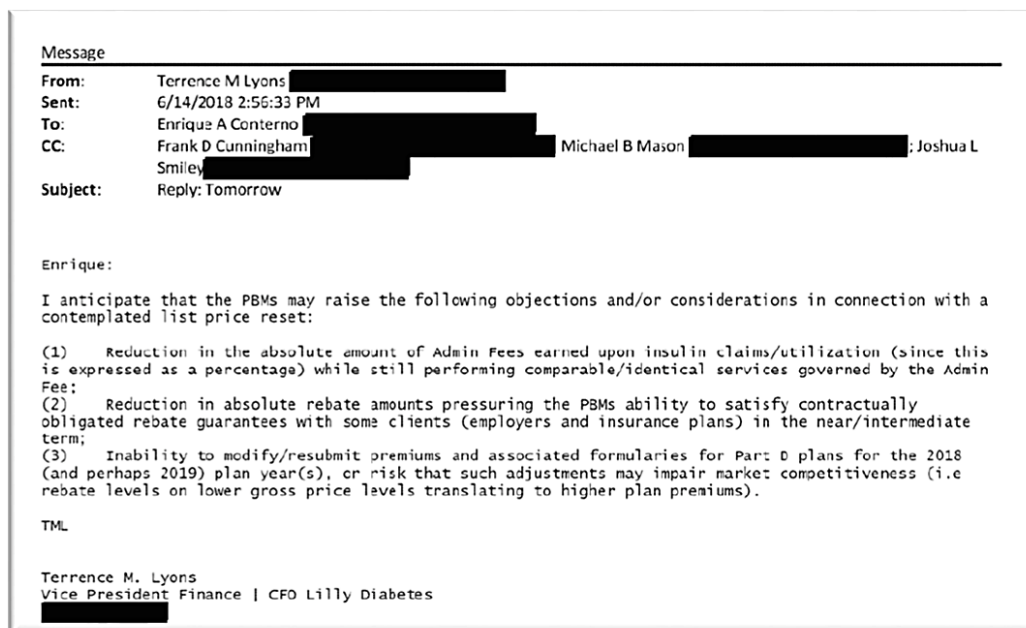 Message
From: Terrence M Lyons
Sent: 6/14/2018 2:56:33 PM
To: Enrique A Conterno
CC: Frank D Cunningham Michael B Mason ; Joshua L
Smiley
Subject: Reply: Tomorrow
Enrique:
I anticipate that the PBMs may raise the following objections and/or considerations in connection with a
contemplated list price reset:
(1) Reduction in the absolute amount of Admin Fees earned upon insulin claims/utilization (since this
is expressed as a percentage) while still performing comparable/identical services governed by the Admin
Fee;
(2) Reduction in absolute rebate amounts pressuring the PBMs ability to satisfy contractually
obligated rebate guarantees with some clients (employers and insurance plans) in the near/intermediate
term;
(3) Inability to modify/resubmit premiums and associated formularies for Part D plans for the 2018
(and perhaps 2019) plan year(s), or risk that such adjustments may impair market competitiveness (i.e
rebate levels on lower gross price levels translating to higher plan premiums).
TML
Terrence M. Lyons
Vice President Finance | CFO Lilly Diabetes